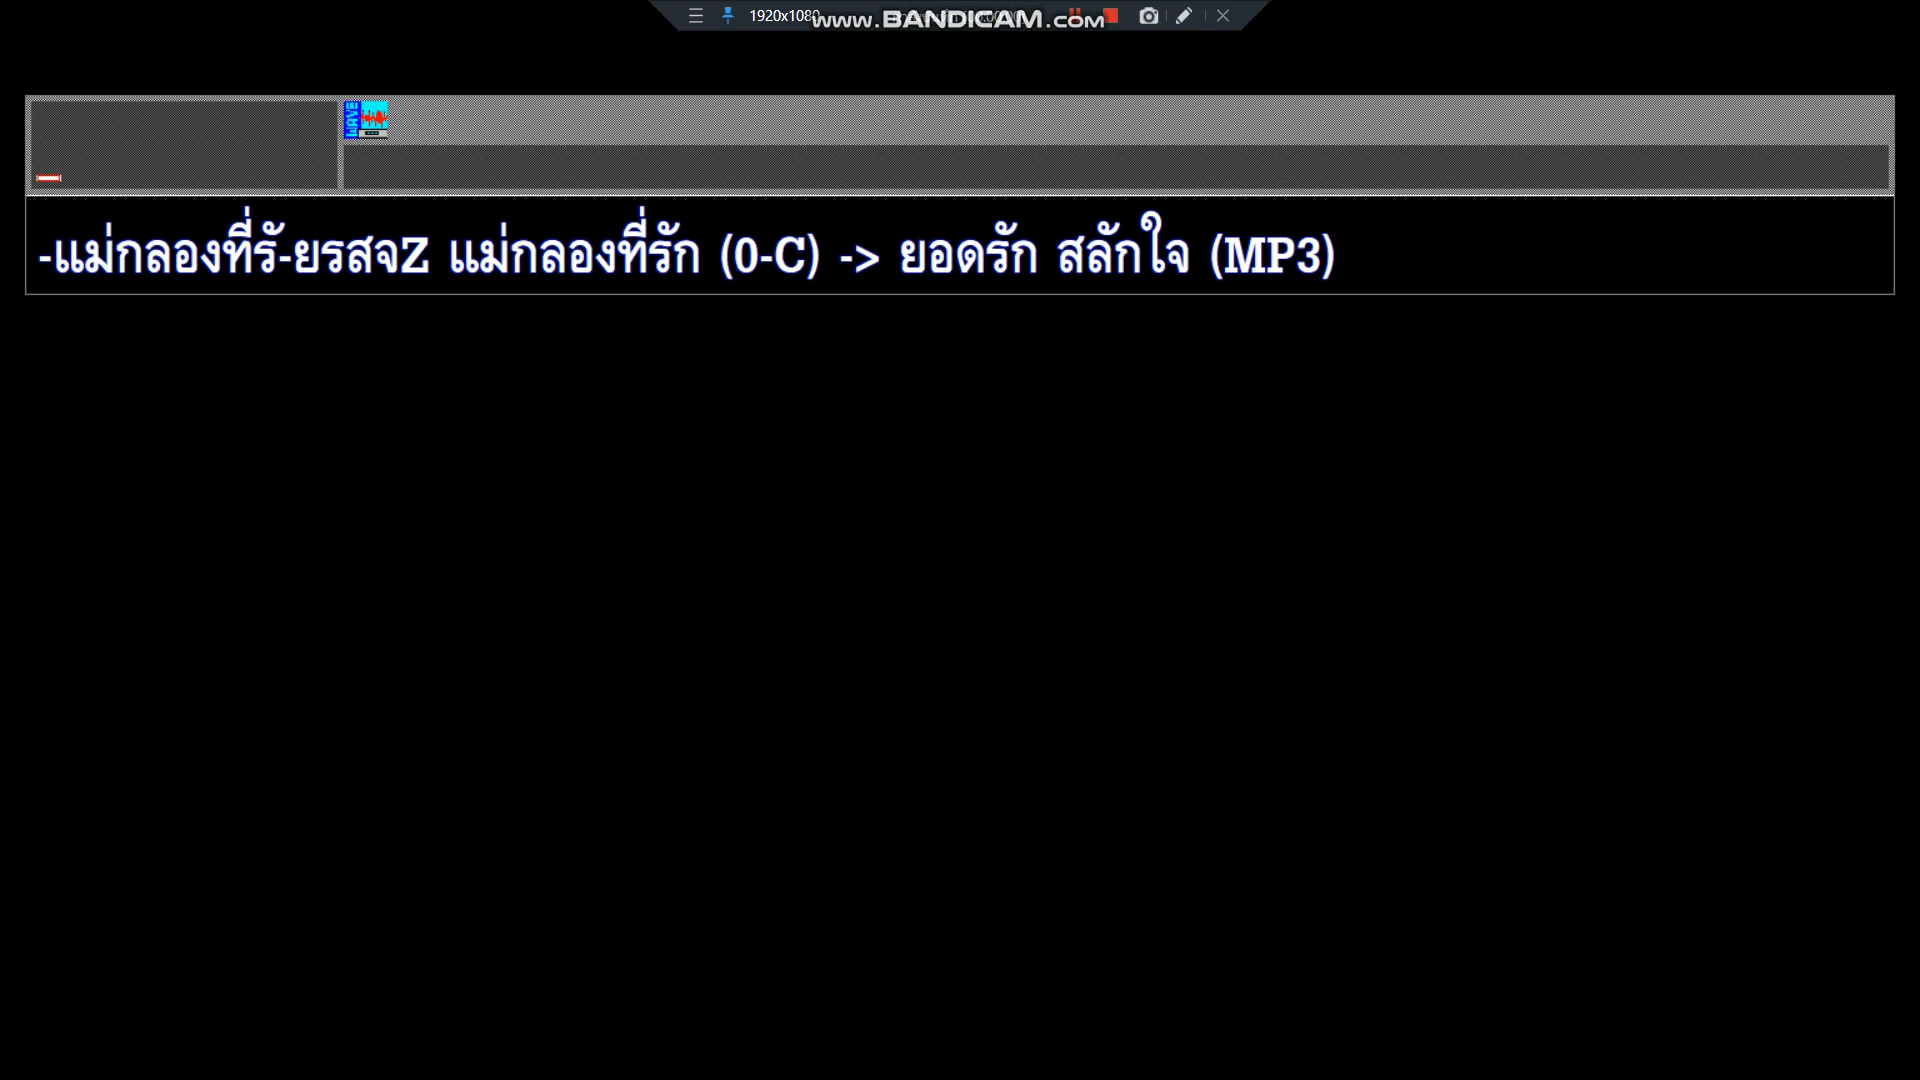 1920x1080
www.BANDICAM.com
WAVE
-แม่กลองที่รั-ยรสจZ แม่กลองที่รัก (0-C) -> ยอดรัก สลักใจ (MP3)